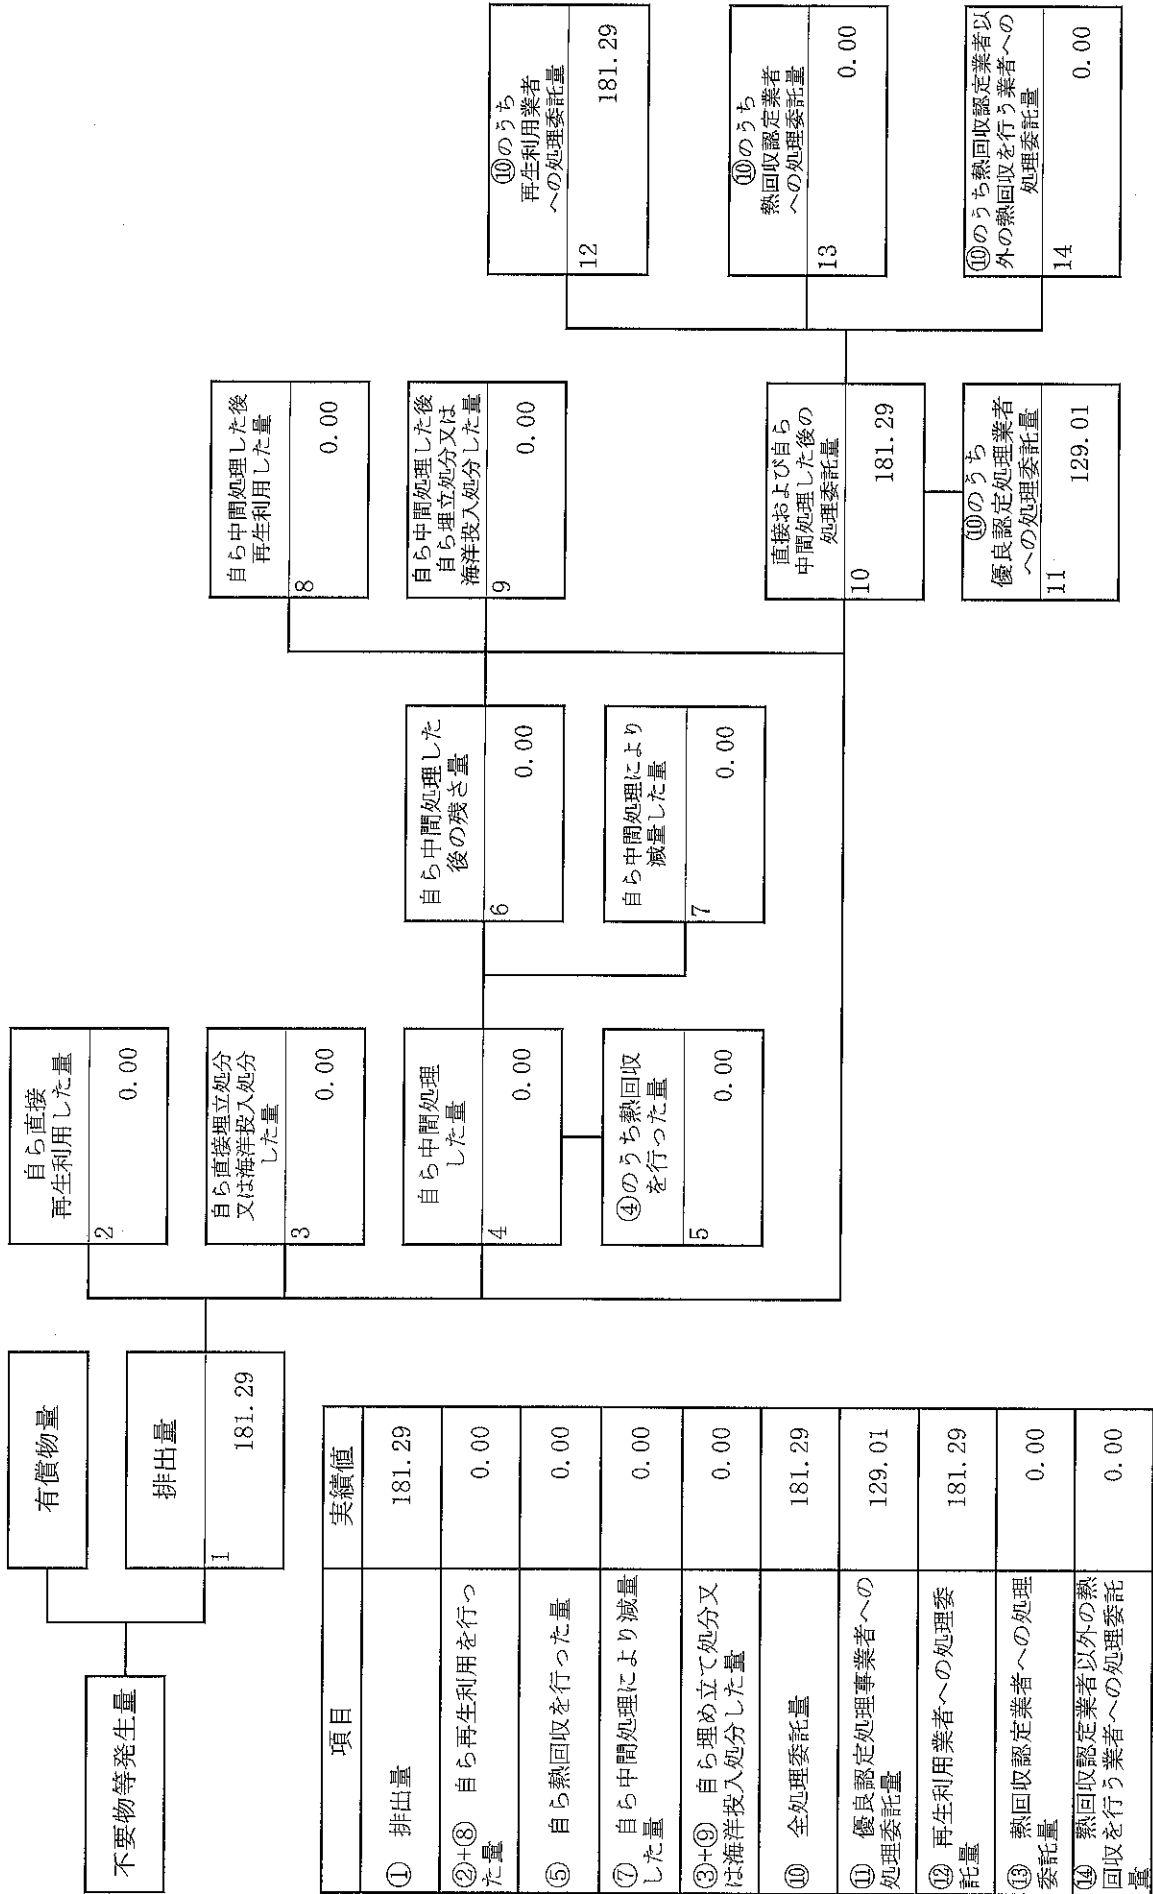 不要物等発生量
有償物量
排出量
1
181.29
自ら直接
再生利用した量
2
0.00
自ら直接埋立処分
又は海洋投入処分
した量
3
0.00
自ら中間処理
した量
4
0.00
④のうち熱回収
を行った量
5
0.00
自ら中間処理した
後の残さ量
6
0.00
自ら中間処理により
減量した量
7
0.00
自ら中間処理した後
再生利用した量
8
0.00
自ら中間処理した後
自ら埋立処分又は
海洋投入処分した量
9
0.00
直接および自ら
中間処理した後の
処理委託量
10
181.29
⑩のうち
優良認定処理業者
への処理委託量
11
129.01
⑩のうち
再生利用業者
への処理委託量
12
181.29
⑩のうち
熱回収認定業者
への処理委託量
13
0.00
⑩のうち熱回収認定業者以
外の熱回収を行う業者への
処理委託量
14
0.00
項目 実績値
① 排出量 181.29
②+⑧ 自ら再生利用を行っ
た量 0.00
⑤ 自ら熱回収を行った量 0.00
⑦ 自ら中間処理により減量
した量 0.00
③+⑨ 自ら埋め立て処分又
は海洋投入処分した量 0.00
⑩ 全処理委託量 181.29
⑪ 優良認定処理事業者への
処理委託量 129.01
⑫ 再生利用業者への処理委
託量 181.29
⑬ 熱回収認定業者への処理
委託量 0.00
⑭ 熱回収認定業者以外の熱
回収を行う業者への処理委託
量 0.00